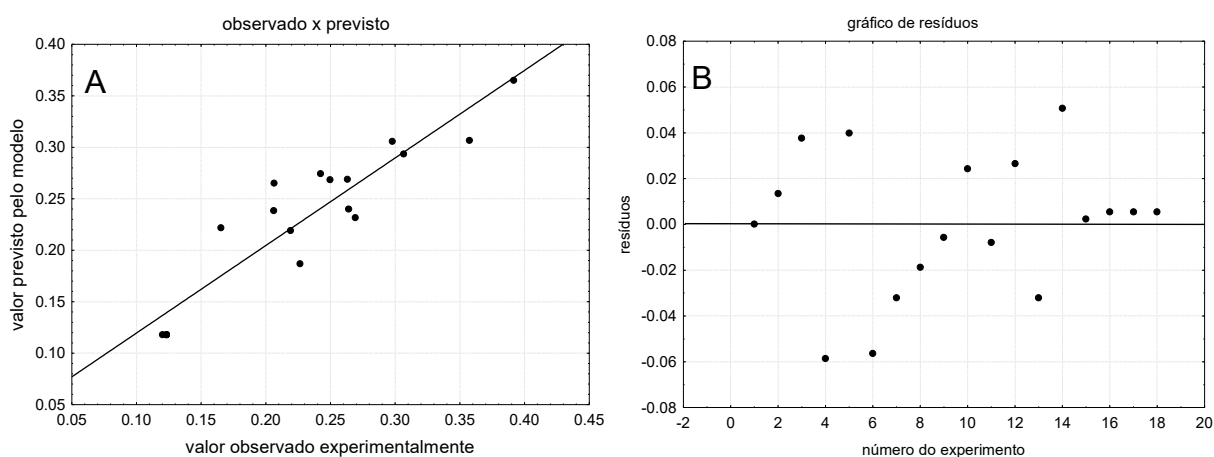 observado x previsto
A
valor previsto pelo modelo
0.40
0.35
0.30
0.25
0.20
0.15
0.10
0.05
0.05 0.10 0.15 0.20 0.25 0.30 0.35 0.40 0.45
valor observado experimentalmente
gráfico de resíduos
B
resíduos
0.08
0.06
0.04
0.02
0.00
-0.02
-0.04
-0.06
-0.08
-2 0 2 4 6 8 10 12 14 16 18 20
número do experimento